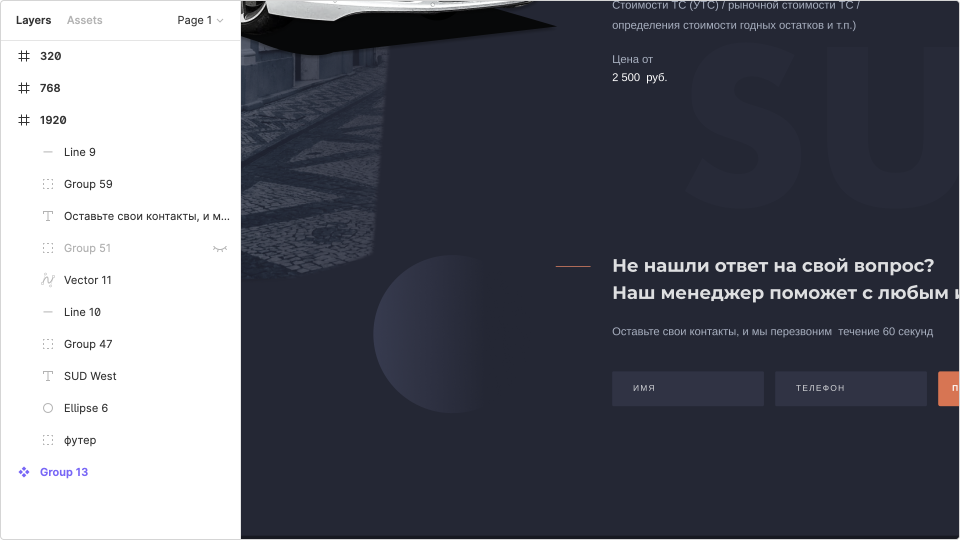 Layers Assets Page 1
320
768
1920
Line 9
Group 59
Оставьте свои контакты, и м...
Group 51
Vector 11
Line 10
Group 47
SUD West
Ellipse 6
футер
Group 13
Стоимости ТС (УТС) / рыночной стоимости ТС /
определения стоимости годных остатков и т.п.)
Цена от
2 500 руб.
SU
Не нашли ответ на свой вопрос?
Наш менеджер поможет с любым и
Оставьте свои контакты, и мы перезвоним течение 60 секунд
ИМЯ
ТЕЛЕФОН
П